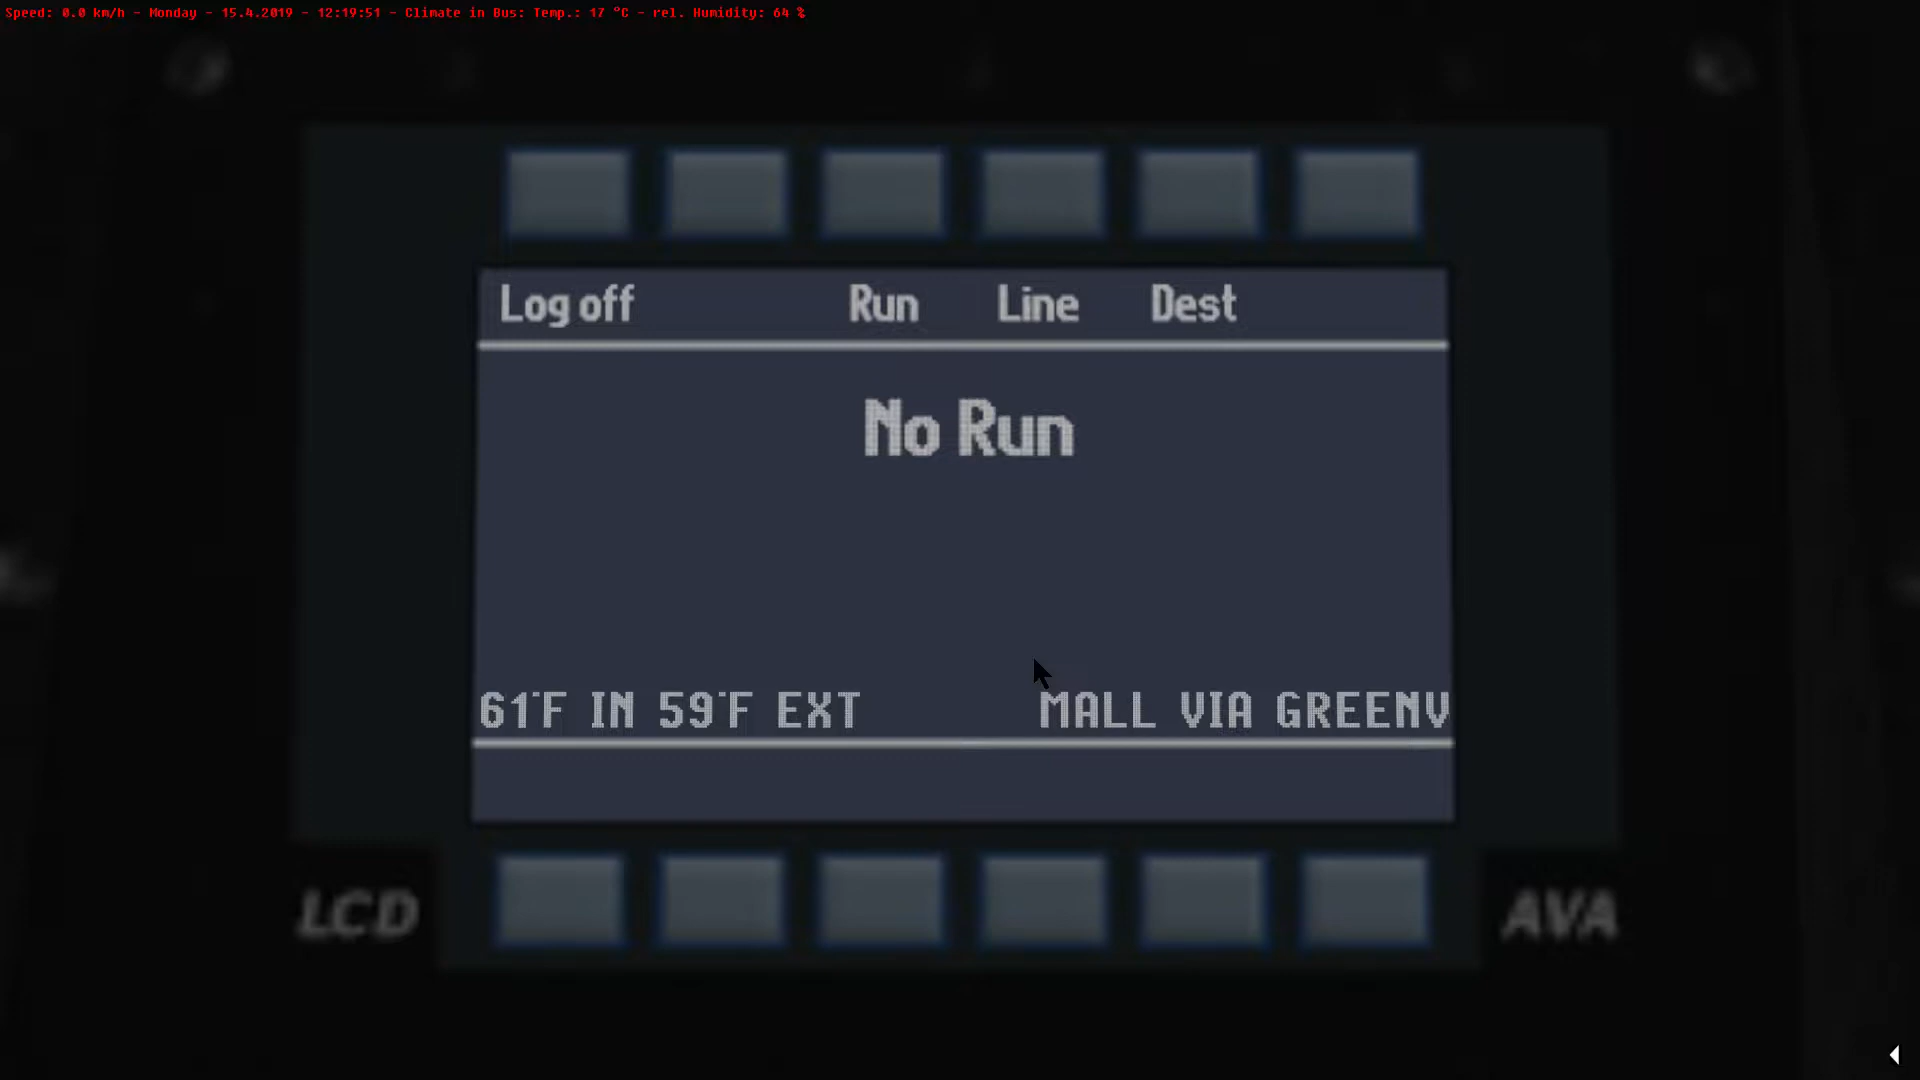 Speed: 0.0 km/h - Monday - 15.4.2019 - 12:19:51 - Climate in Bus: Temp.: 17 °C - rel. Humidity: 64 %
Log off Run Line Dest
No Run
61°F IN 59°F EXT MALL VIA GREENV
LCD AVA